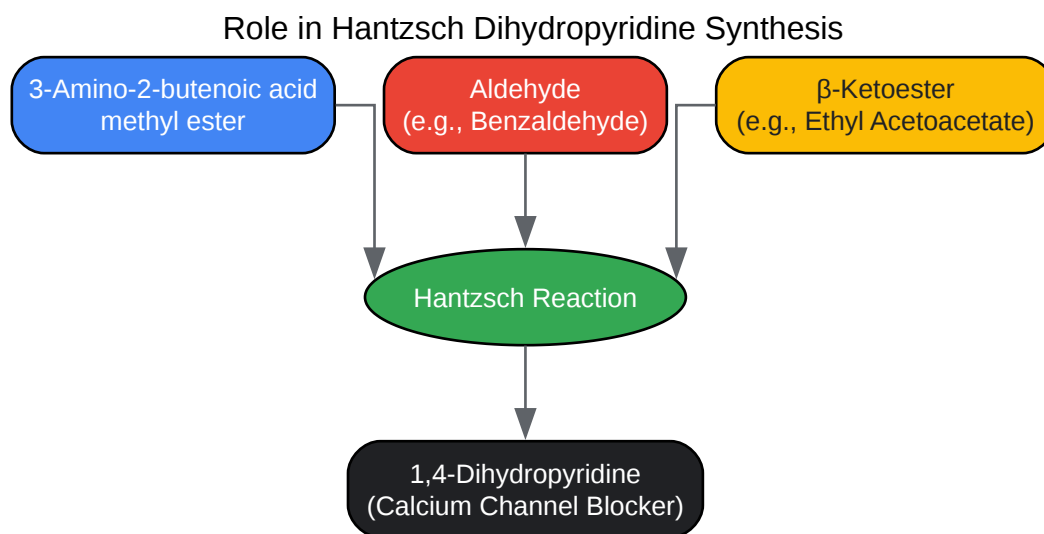 Role in Hantzsch Dihydropyridine Synthesis
3-Amino-2-butenoic acid
methyl ester
Aldehyde
(e.g., Benzaldehyde)
β-Ketoester
(e.g., Ethyl Acetoacetate)
Hantzsch Reaction
1,4-Dihydropyridine
(Calcium Channel Blocker)